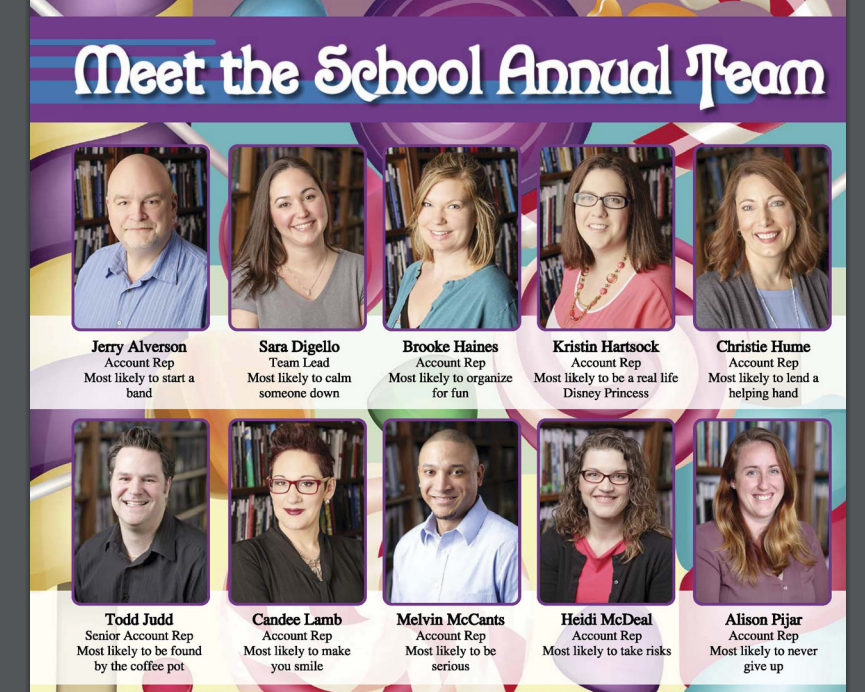 Meet the School Annual Team
Jerry Alverson
Account Rep
Most likely to start a
band
Sara Digello
Team Lead
Most likely to calm
someone down
Brooke Haines
Account Rep
Most likely to organize
for fun
Kristin Hartsock
Account Rep
Most likely to be a real life
Disney Princess
Christie Hume
Account Rep
Most likely to lend a
helping hand
Todd Judd
Senior Account Rep
Most likely to be found
by the coffee pot
Candee Lamb
Account Rep
Most likely to make
you smile
Melvin McCants
Account Rep
Most likely to be
serious
Heidi McDeal
Account Rep
Most likely to take risks
Alison Pijar
Account Rep
Most likely to never
give up